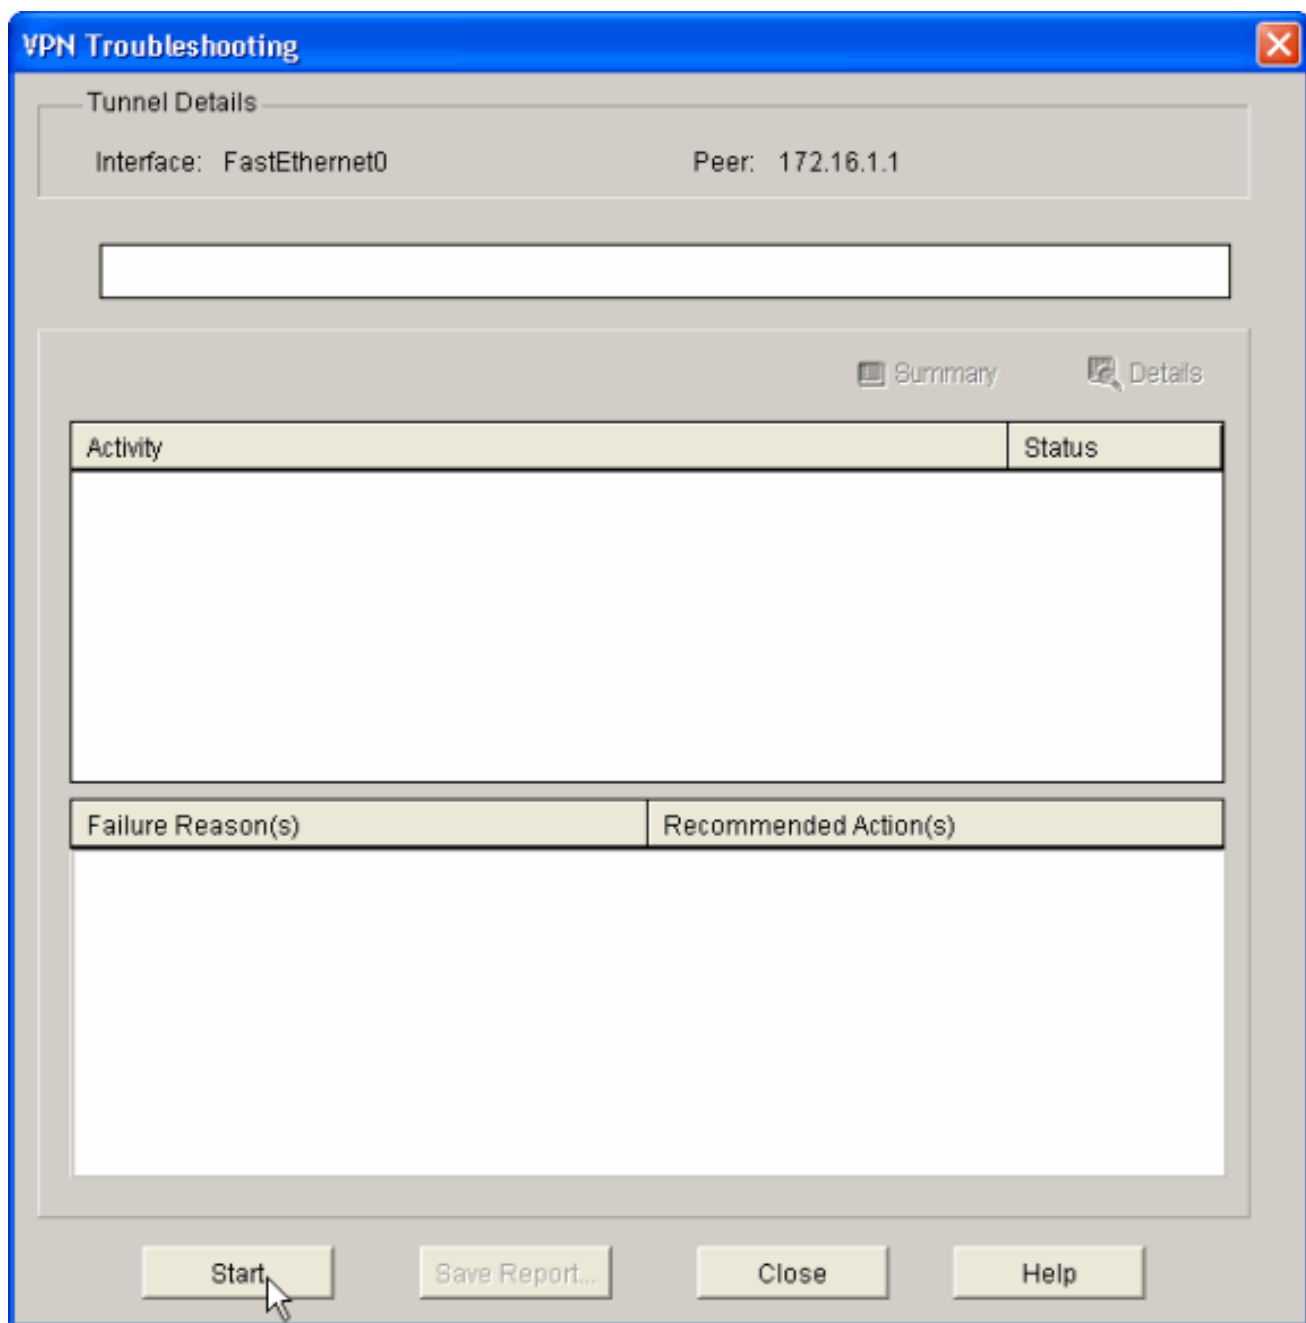 VPN Troubleshooting
Tunnel Details
Interface: FastEthernet0 Peer: 172.16.1.1
Summary Details
Activity Status
Failure Reason(s) Recommended Action(s)
Start Save Report... Close Help